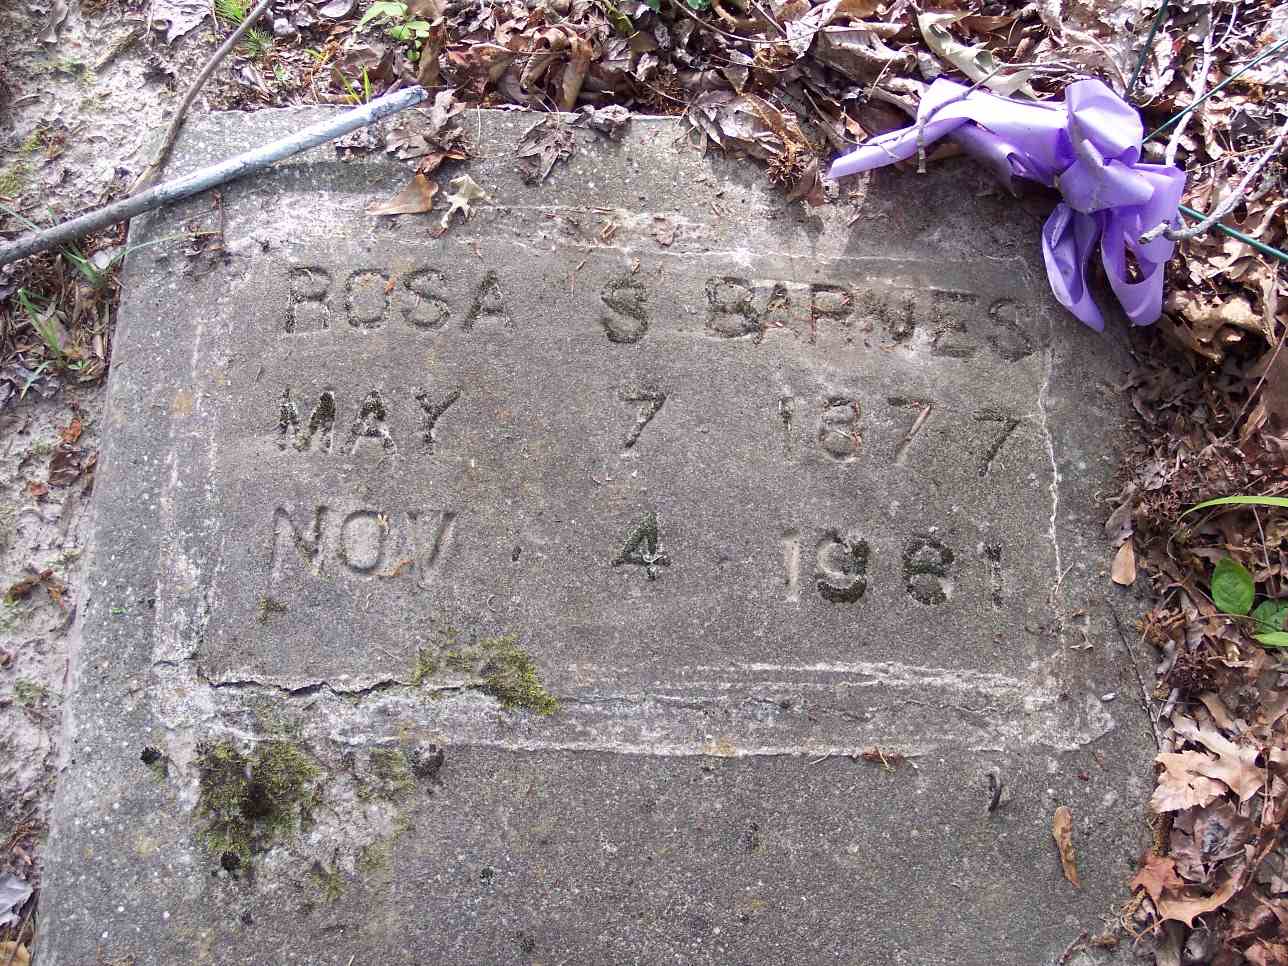 ROSA S BARNES
MAY 7 1877
NOV 4 1961